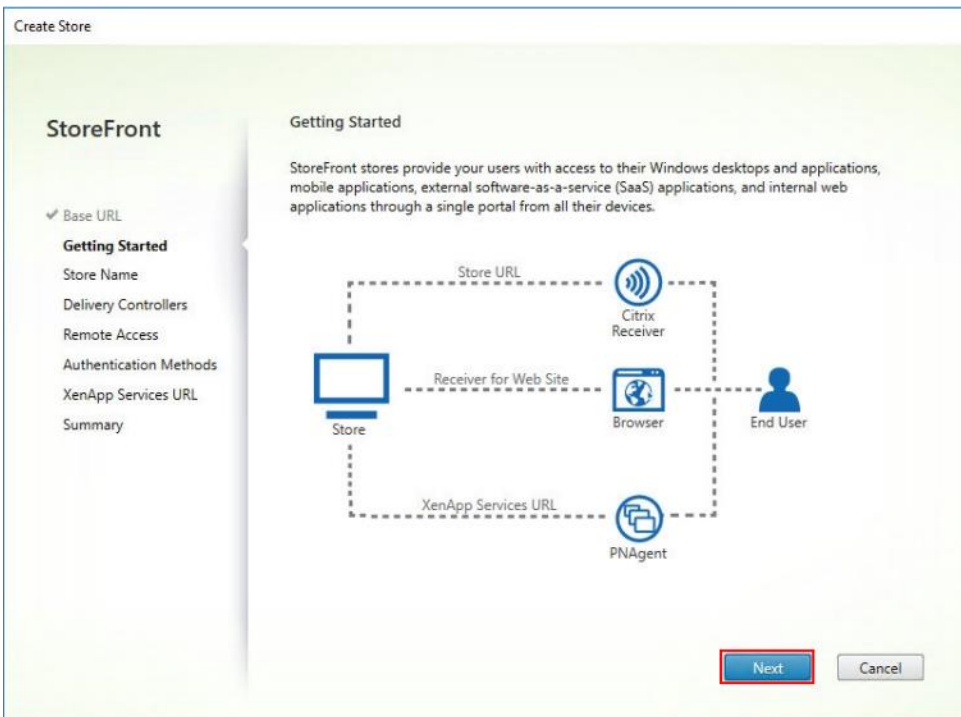 Create Store
StoreFront
Base URL
Getting Started
Store Name
Delivery Controllers
Remote Access
Authentication Methods
XenApp Services URL
Summary
Getting Started
StoreFront stores provide your users with access to their Windows desktops and applications,
mobile applications, external software-as-a-service (SaaS) applications, and internal web
applications through a single portal from all their devices.
Store URL
Citrix
Receiver
Receiver for Web Site
Store
Browser
End User
XenApp Services URL
PNAgent
Next
Cancel